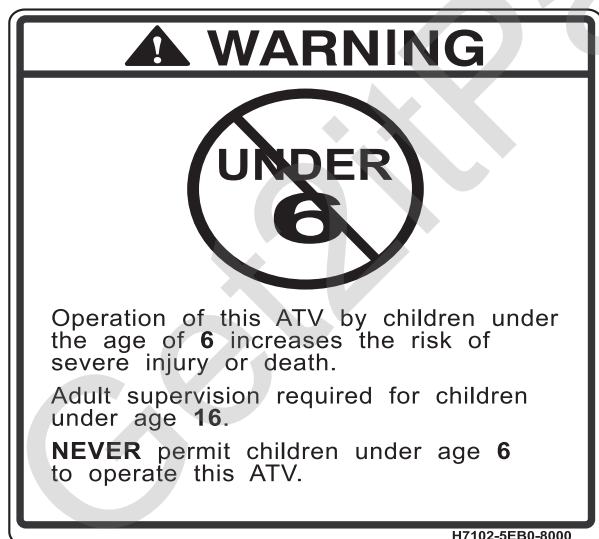 WARNING
UNDER
6
Operation of this ATV by children under
the age of 6 increases the risk of
severe injury or death.
Adult supervision required for children
under age 16.
NEVER permit children under age 6
to operate this ATV.
H7102-5EB0-8000
Get2itPa